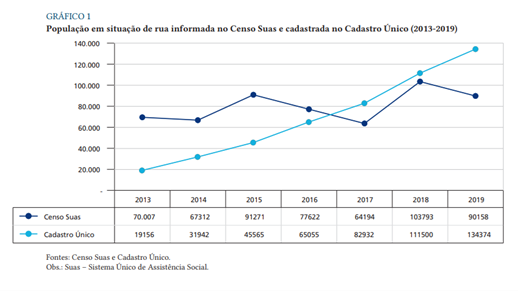 GRÁFICO 1
População em situação de rua informada no Censo Suas e cadastrada no Cadastro Único (2013-2019)
140.000
120.000
100.000
80.000
60.000
40.000
20.000
-
2013 2014 2015 2016 2017 2018 2019
Censo Suas 70.007 67312 91271 77622 64194 103793 90158
Cadastro Único 19156 31942 45565 65055 82932 111500 134374
Fontes: Censo Suas e Cadastro Único.
Obs.: Suas – Sistema Único de Assistência Social.